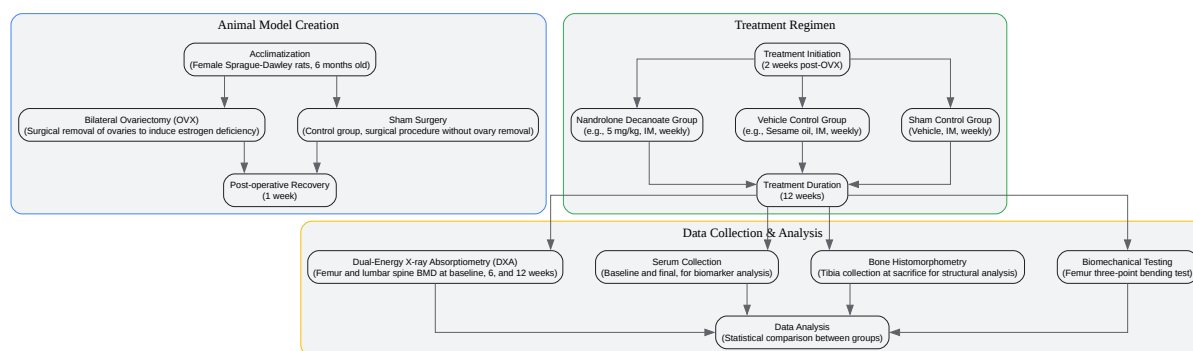 Animal Model Creation
Acclimatization
(Female Sprague-Dawley rats, 6 months old)
Bilateral Ovariectomy (OVX)
(Surgical removal of ovaries to induce estrogen deficiency)
Sham Surgery
(Control group, surgical procedure without ovary removal)
Post-operative Recovery
(1 week)
Treatment Regimen
Treatment Initiation
(2 weeks post-OVX)
Nandrolone Decanoate Group
(e.g., 5 mg/kg, IM, weekly)
Vehicle Control Group
(e.g., Sesame oil, IM, weekly)
Sham Control Group
(Vehicle, IM, weekly)
Treatment Duration
(12 weeks)
Data Collection & Analysis
Dual-Energy X-ray Absorptiometry (DXA)
(Femur and lumbar spine BMD at baseline, 6, and 12 weeks)
Serum Collection
(Baseline and final, for biomarker analysis)
Bone Histomorphometry
(Tibia collection at sacrifice for structural analysis)
Biomechanical Testing
(Femur three-point bending test)
Data Analysis
(Statistical comparison between groups)